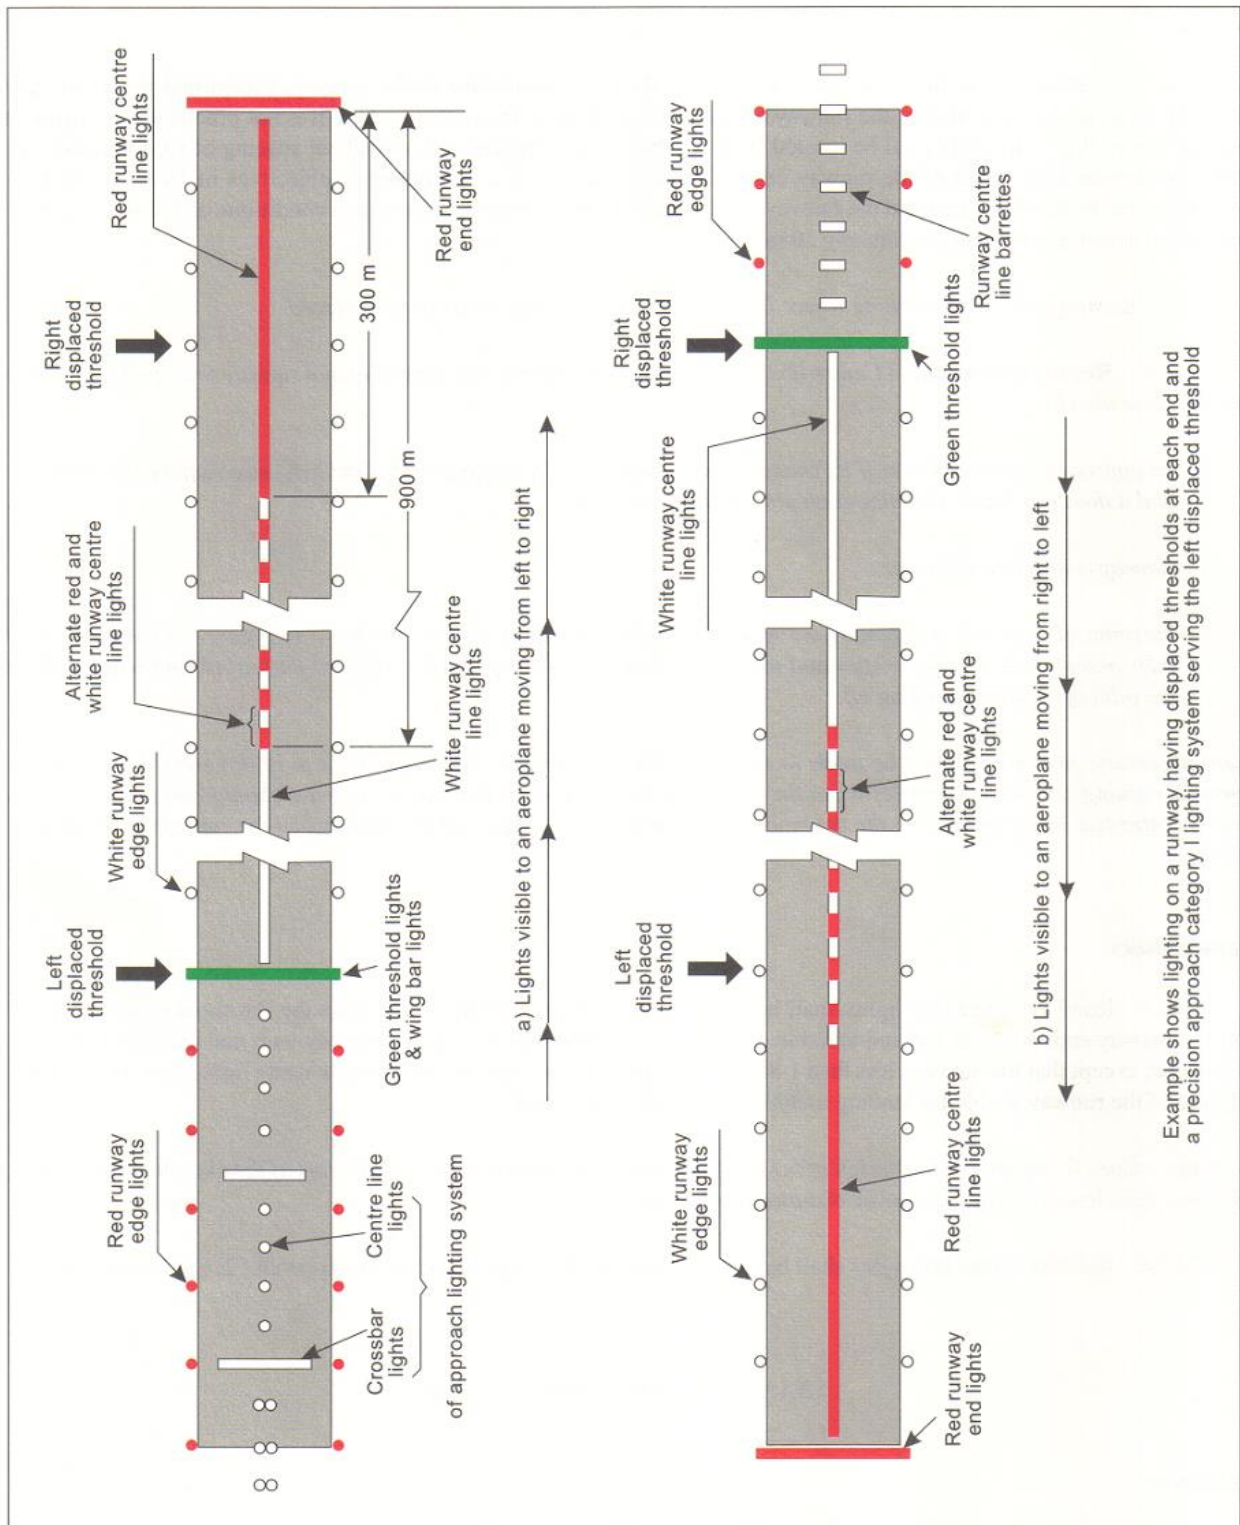 Left
displaced
threshold
Right
displaced
threshold
Red runway
edge lights
White runway
edge lights
Alternate red and
white runway centre
line lights
Red runway centre
line lights
Crossbar
lights
Centre line
lights
of approach lighting system
Green threshold lights
& wing bar lights
White runway centre
line lights
900 m
300 m
Red runway
end lights
a) Lights visible to an aeroplane moving from left to right
Left
displaced
threshold
Right
displaced
threshold
White runway
edge lights
White runway centre
line lights
Red runway
edge lights
Red runway
end lights
Red runway centre
line lights
Alternate red and
white runway centre
line lights
Green threshold lights
Runway centre
line barrettes
b) Lights visible to an aeroplane moving from right to left
Example shows lighting on a runway having displaced thresholds at each end and
a precision approach category I lighting system serving the left displaced threshold